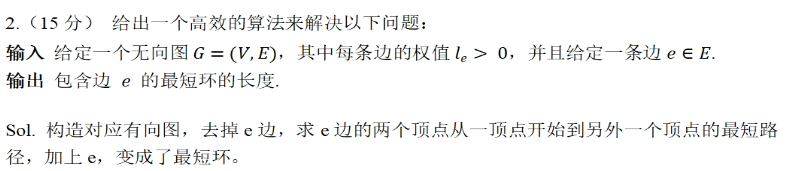 2.（15 分） 给出一个高效的算法来解决以下问题：
输入 给定一个无向图 G = (V, E)，其中每条边的权值 lₑ > 0，并且给定一条边 e ∈ E.
输出 包含边 e 的最短环的长度.
Sol. 构造对应有向图，去掉 e 边，求 e 边的两个顶点从一顶点开始到另外一个顶点的最短路
径，加上 e，变成了最短环。